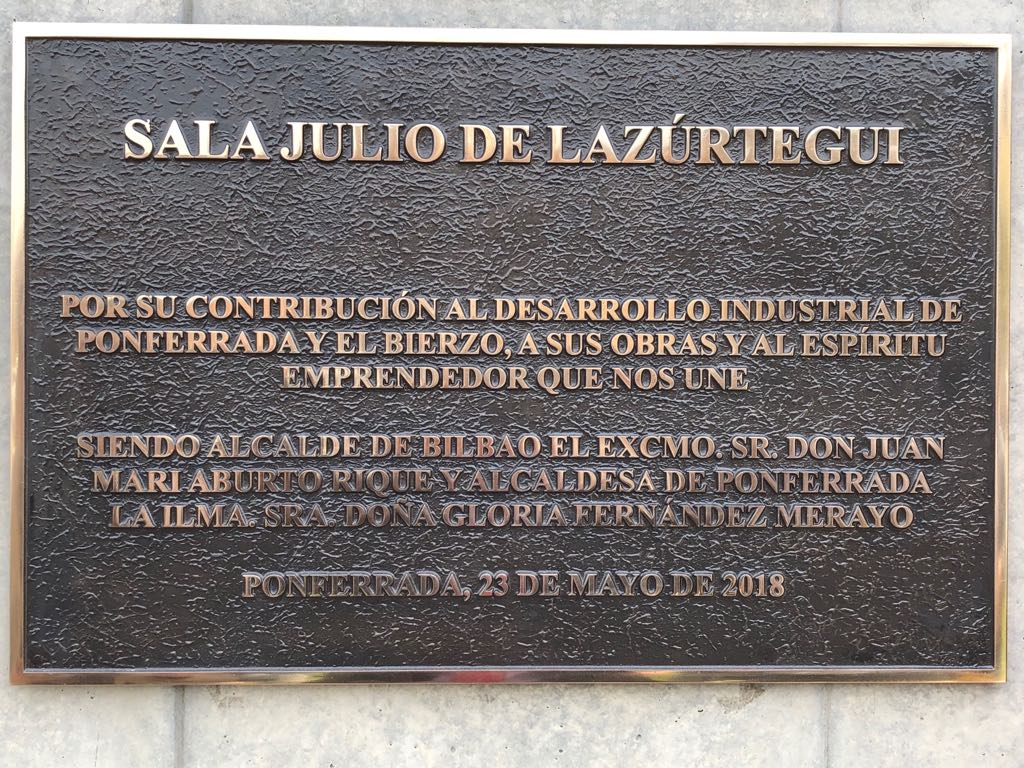 SALA JULIO DE LAZÚRTEGUI
POR SU CONTRIBUCIÓN AL DESARROLLO INDUSTRIAL DE
PONFERRADA Y EL BIERZO, A SUS OBRAS Y AL ESPÍRITU
EMPRENDEDOR QUE NOS UNE
SIENDO ALCALDE DE BILBAO EL EXCMO. SR. DON JUAN
MARI ABURTO RIQUE Y ALCALDESA DE PONFERRADA
LA ILMA. SRA. DOÑA GLORIA FERNÁNDEZ MERAYO
PONFERRADA, 23 DE MAYO DE 2018